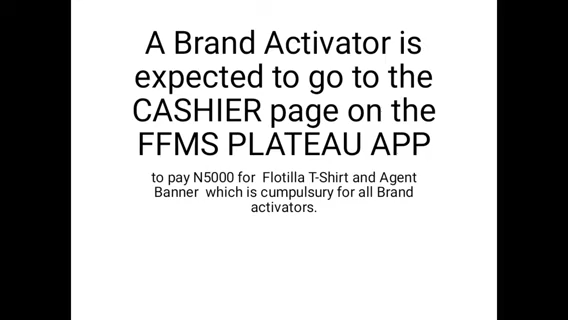 A Brand Activator is
expected to go to the
CASHIER page on the
FFMS PLATEAU APP
to pay N5000 for  Flotilla T-Shirt and Agent
Banner  which is cumpulsury for all Brand
activators.